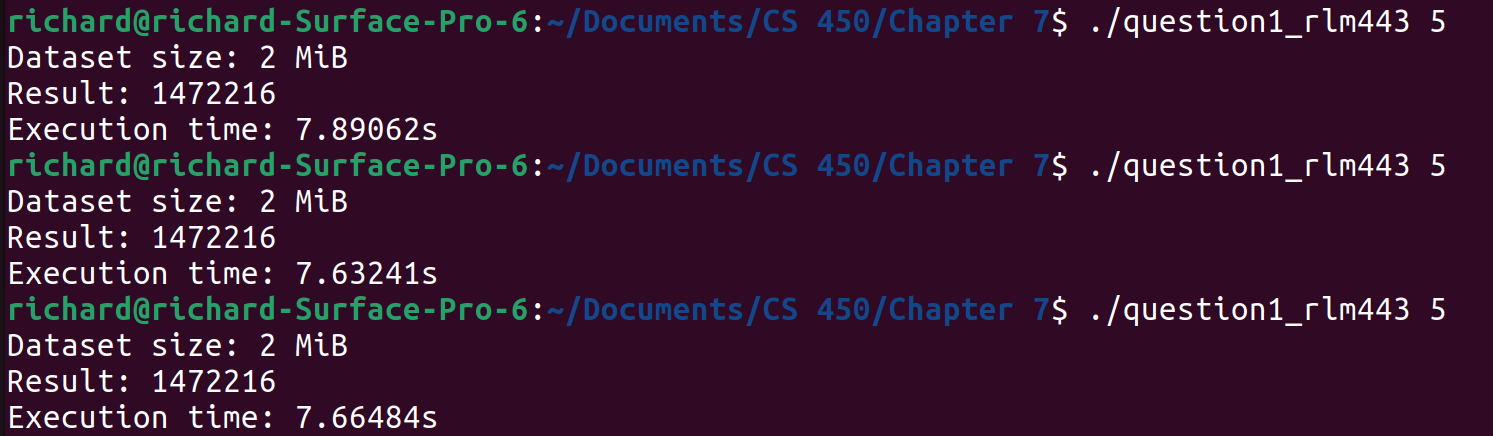 richard@richard-Surface-Pro-6:~/Documents/CS 450/Chapter 7$ ./question1_rlm443 5
Dataset size: 2 MiB
Result: 1472216
Execution time: 7.89062s
richard@richard-Surface-Pro-6:~/Documents/CS 450/Chapter 7$ ./question1_rlm443 5
Dataset size: 2 MiB
Result: 1472216
Execution time: 7.63241s
richard@richard-Surface-Pro-6:~/Documents/CS 450/Chapter 7$ ./question1_rlm443 5
Dataset size: 2 MiB
Result: 1472216
Execution time: 7.66484s